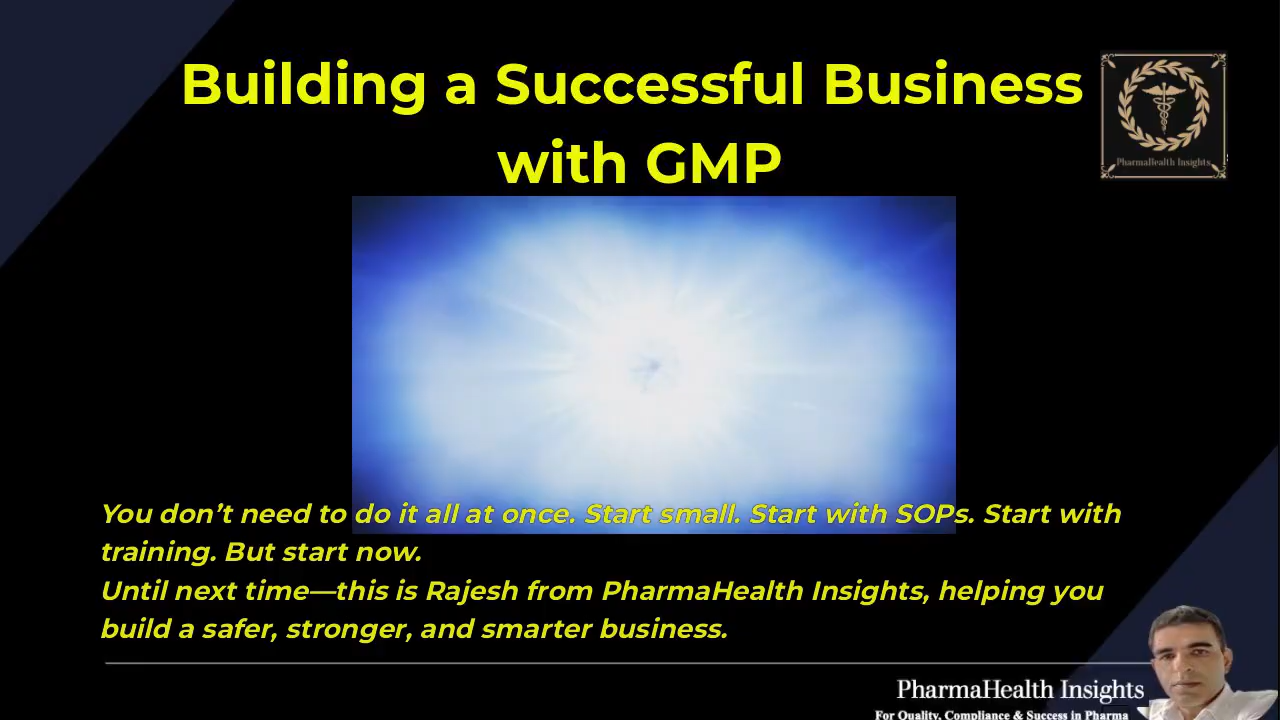 Building a Successful Business
with GMP
PharmaHealth Insights
You don’t need to do it all at once. Start small. Start with SOPs. Start with
training. But start now.
Until next time—this is Rajesh from PharmaHealth Insights, helping you
build a safer, stronger, and smarter business.
PharmaHealth Insights
For Quality, Compliance & Success in Pharma